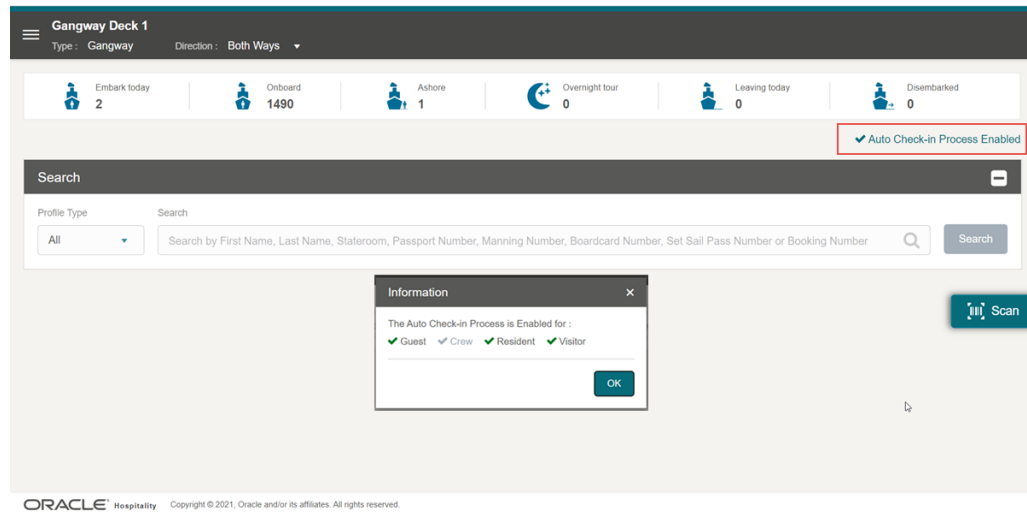 Gangway Deck 1
Type : Gangway Direction : Both Ways
Embark today Onboard Ashore Overnight tour Leaving today Disembarked
2 1490 1 0 0 0
Auto Check-in Process Enabled
Search
Profile Type Search
All Search by First Name, Last Name, Stateroom, Passport Number, Manning Number, Boardcard Number, Set Sail Pass Number or Booking Number Search
Information
Scan
The Auto Check-in Process is Enabled for :
Guest Crew Resident Visitor
OK
ORACLE Hospitality Copyright © 2021, Oracle and/or its affiliates. All rights reserved.